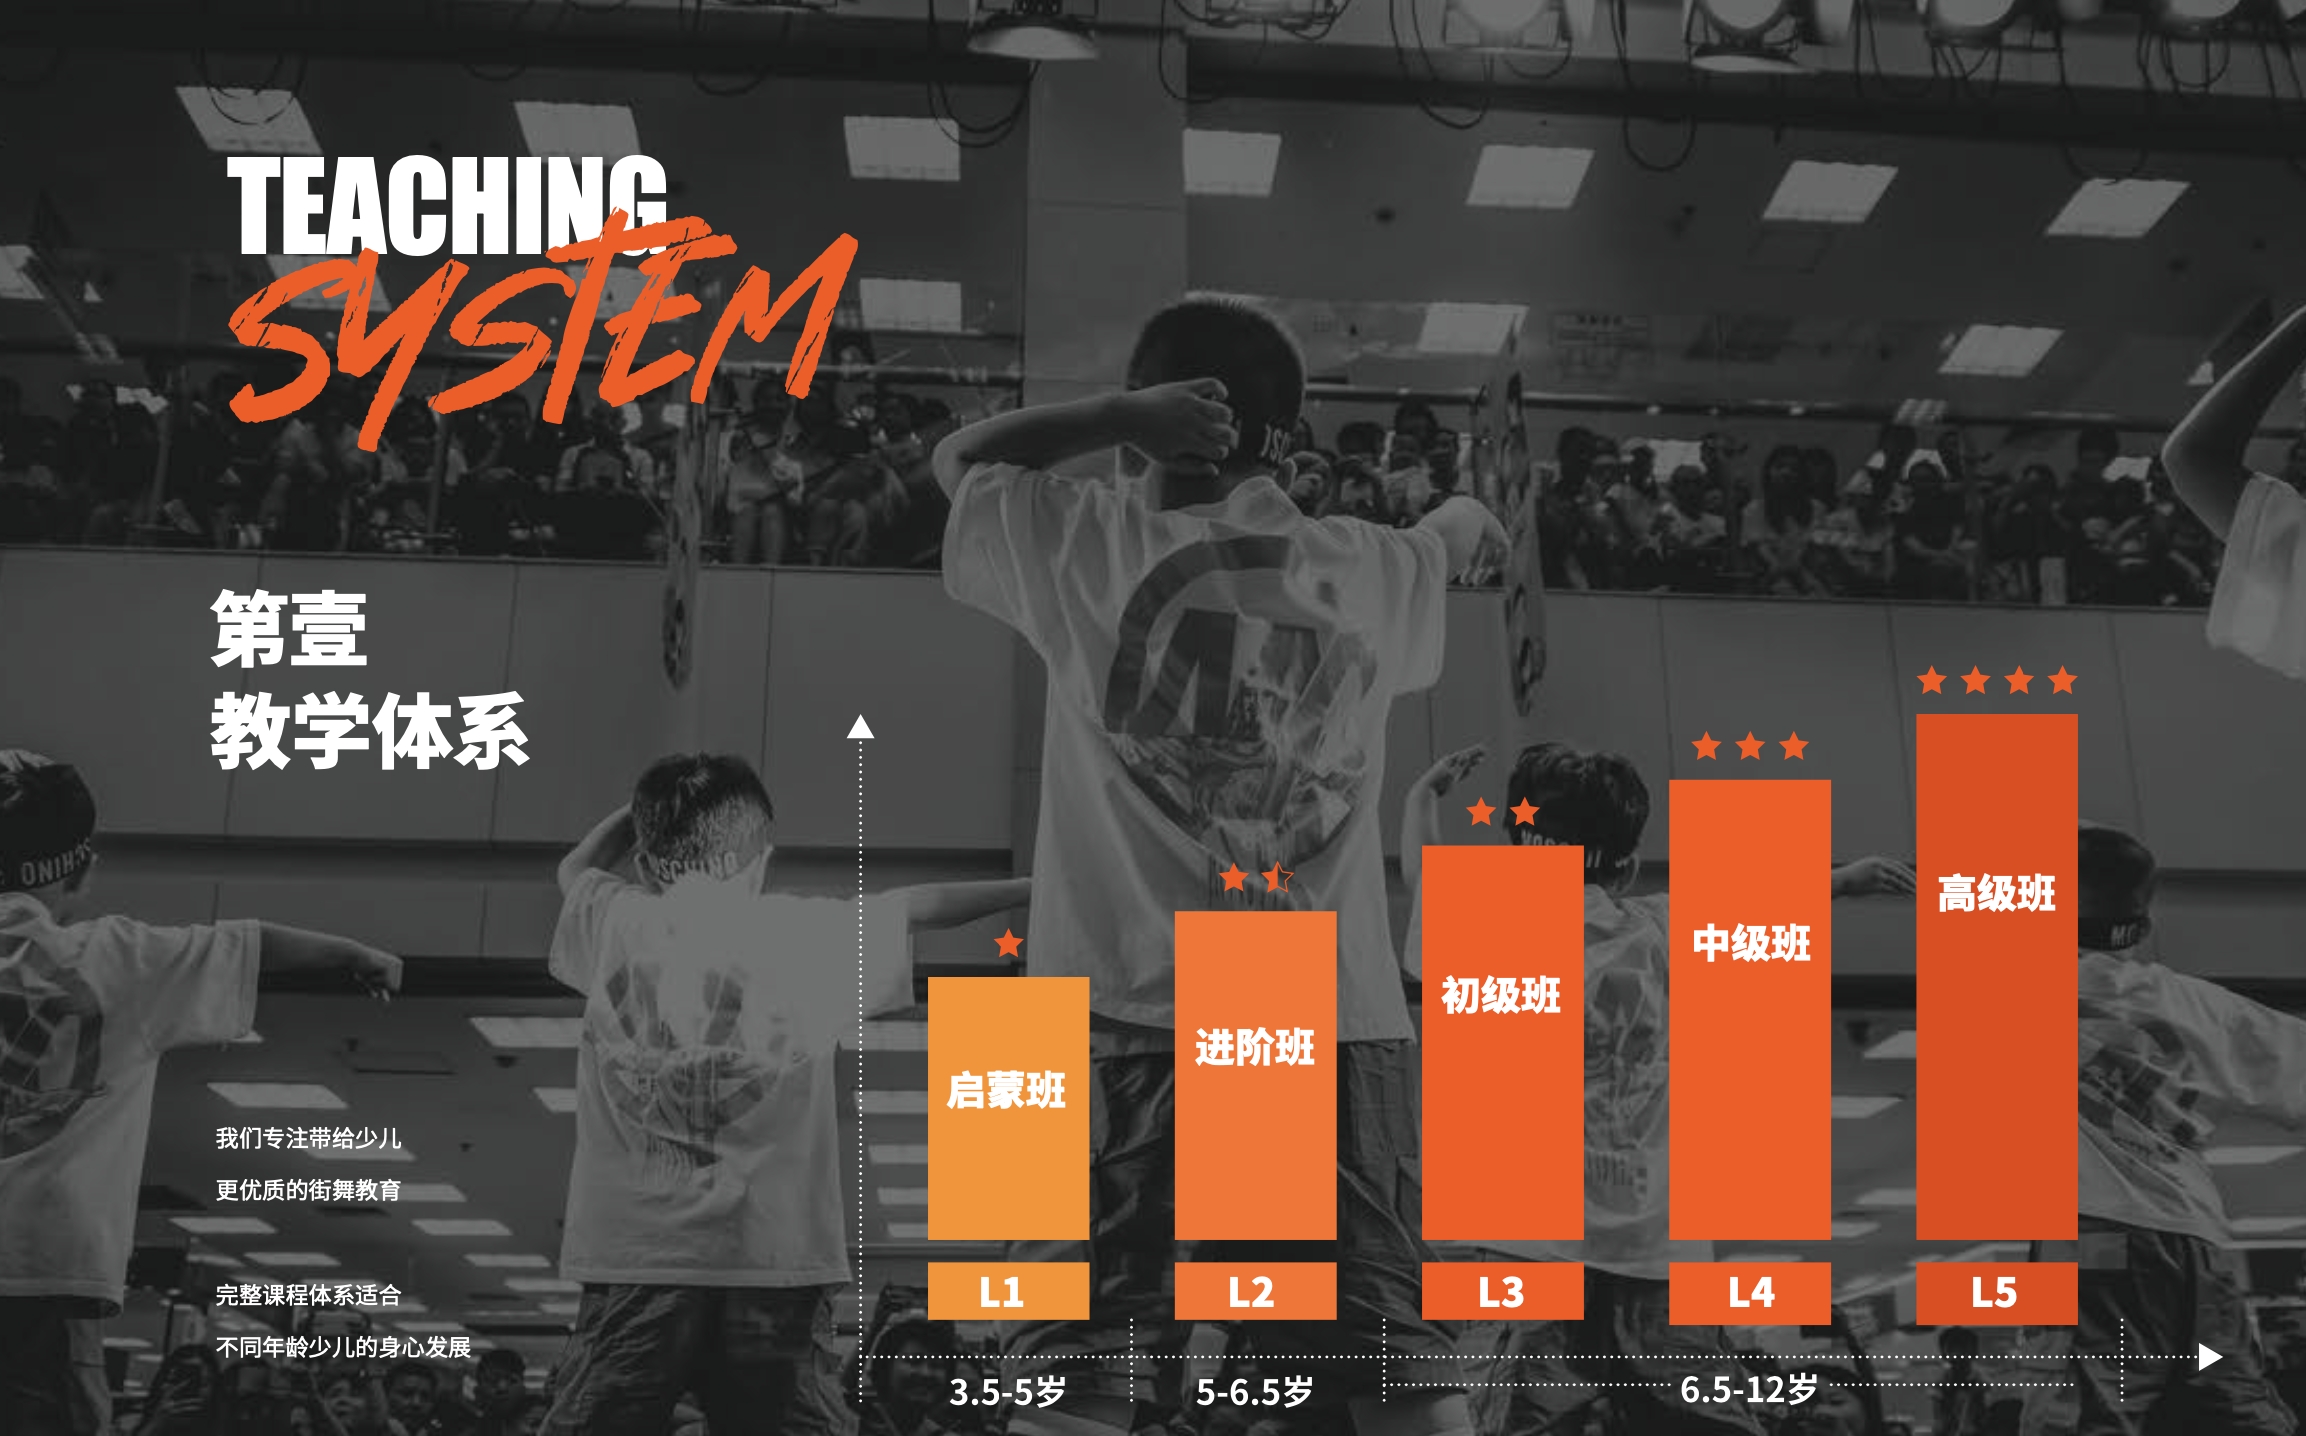 TEACHING
SYSTEM
第壹
教学体系
我们专注带给少儿
更优质的街舞教育
完整课程体系适合
不同年龄少儿的身心发展
启蒙班
进阶班
初级班
中级班
高级班
L1
L2
L3
L4
L5
3.5-5岁
5-6.5岁
6.5-12岁